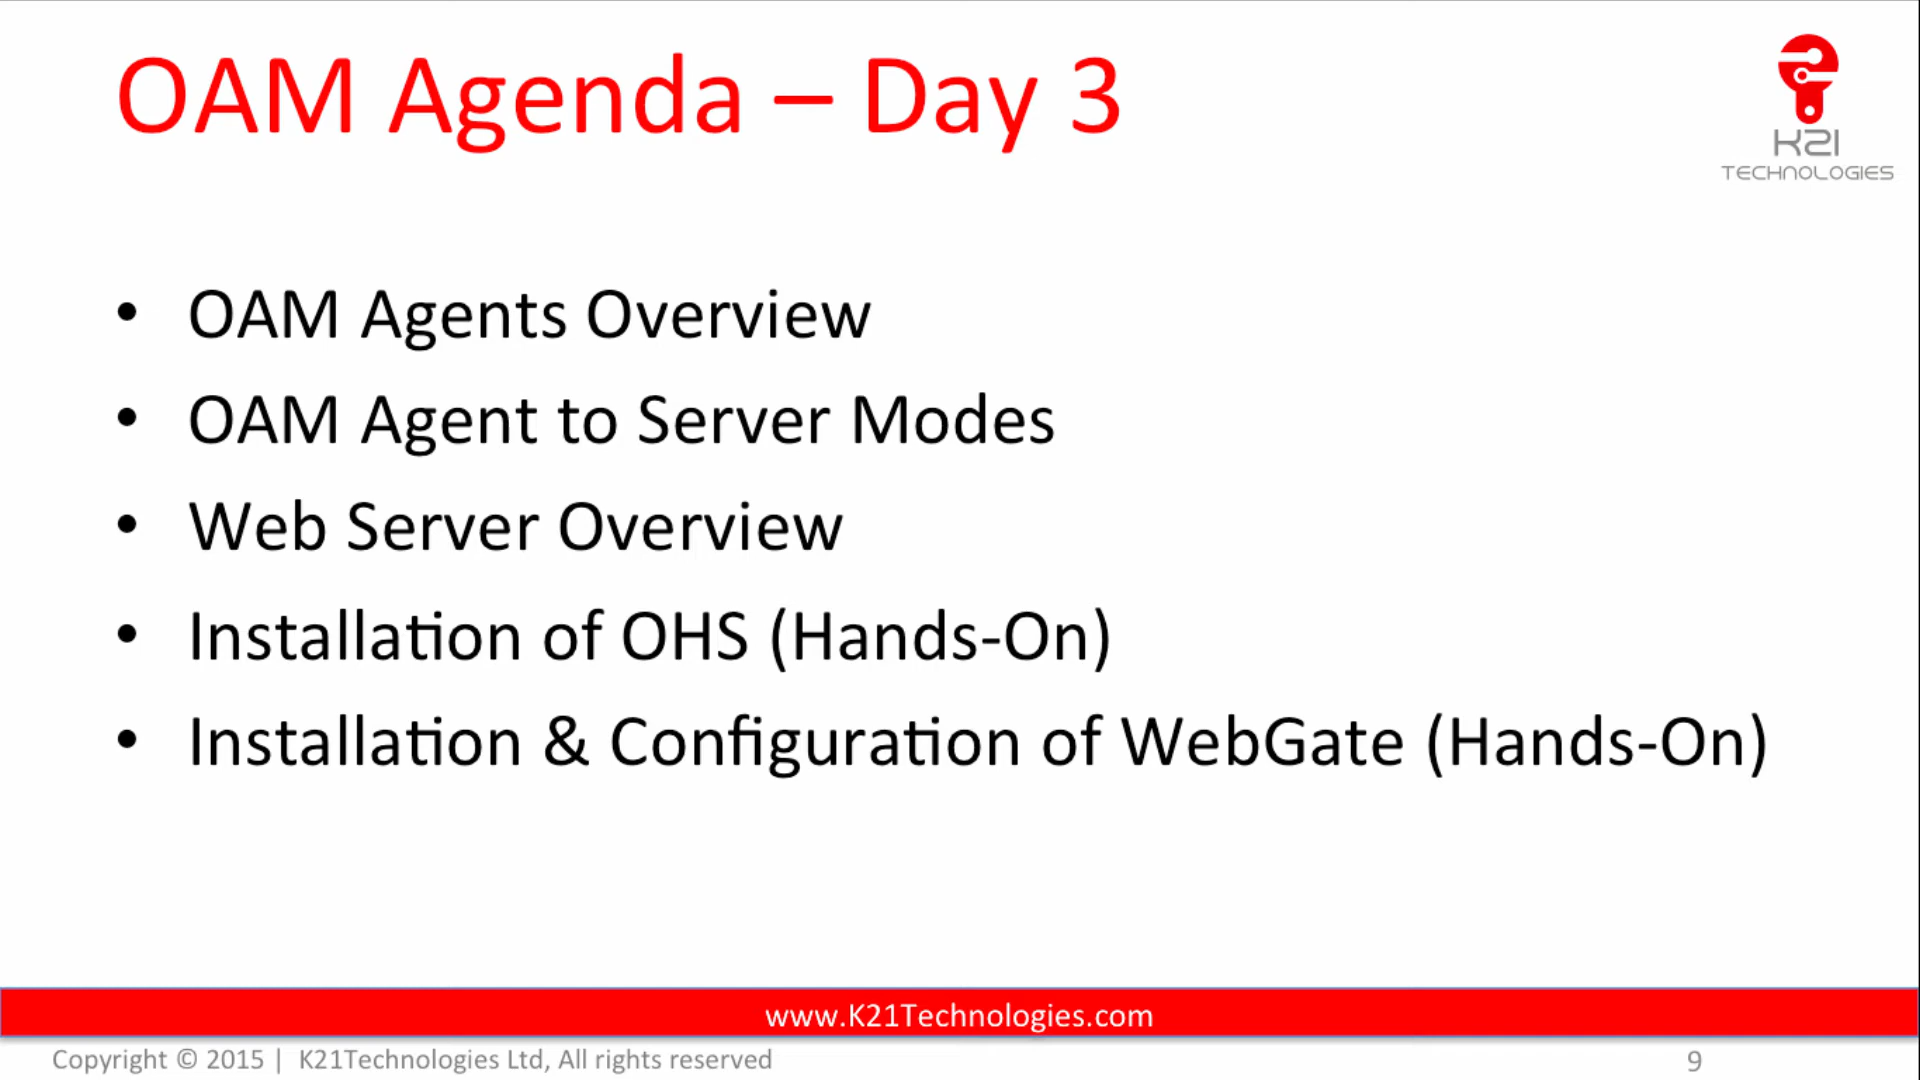 OAM Agenda – Day 3
K21
TECHNOLOGIES
• OAM Agents Overview
• OAM Agent to Server Modes
• Web Server Overview
• Installation of OHS (Hands-On)
• Installation & Configuration of WebGate (Hands-On)
www.K21Technologies.com
Copyright © 2015 | K21Technologies Ltd, All rights reserved
9